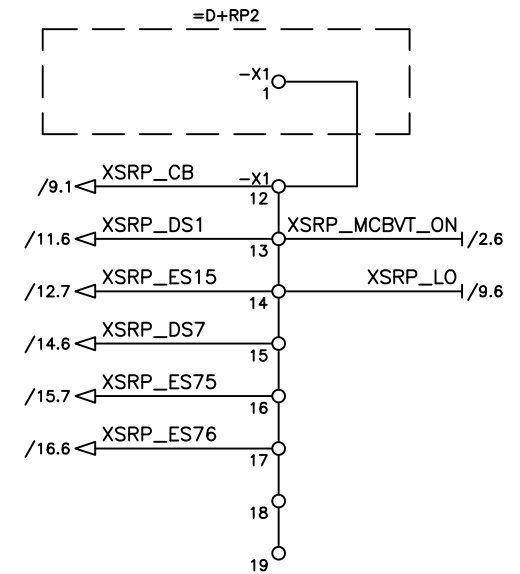 =D+RP2
-X1
1
/9.1 XSRP_CB -X1
12
/11.6 XSRP_DS1 XSRP_MCBVT_ON /2.6
13
/12.7 XSRP_ES15 XSRP_LO /9.6
14
/14.6 XSRP_DS7
15
/15.7 XSRP_ES75
16
/16.6 XSRP_ES76
17
18
19